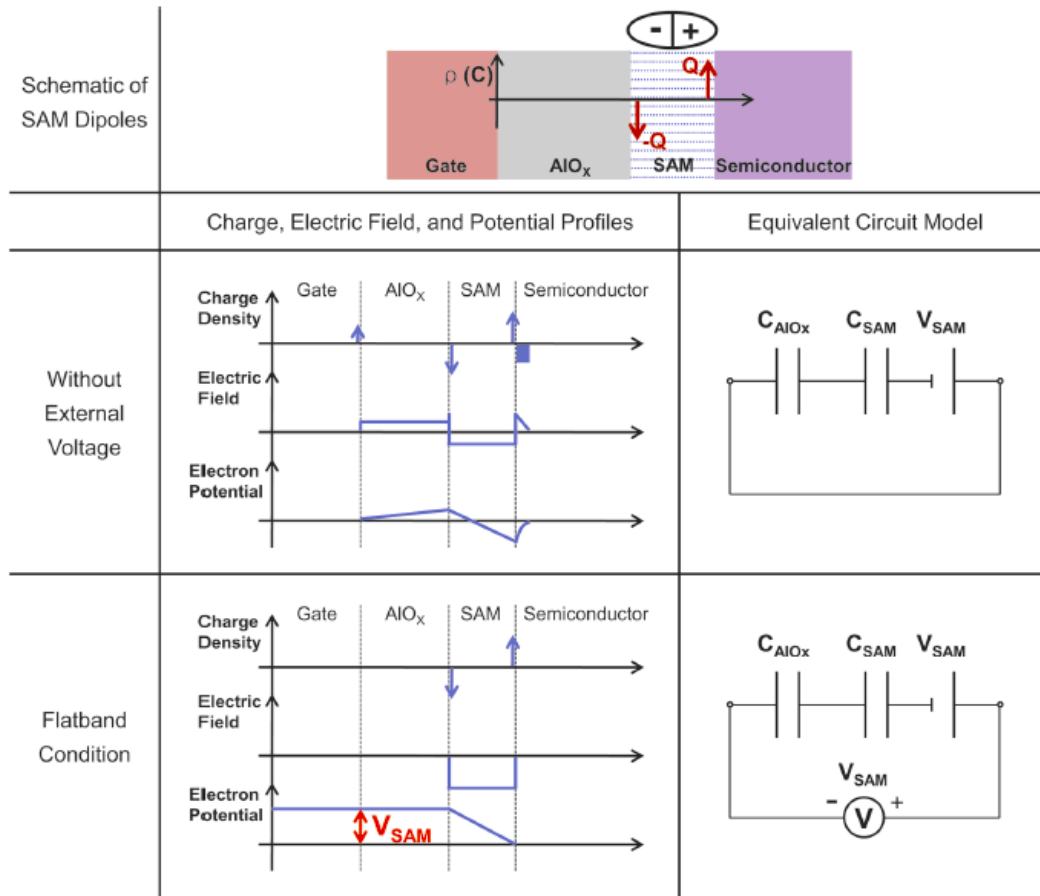 Schematic of
SAM Dipoles
- +
ρ (C)
Q
-Q
Gate AlOX SAM Semiconductor
Charge, Electric Field, and Potential Profiles
Equivalent Circuit Model
Without
External
Voltage
Gate AlOX SAM Semiconductor
Charge
Density
Electric
Field
Electron
Potential
CAlOx CSAM VSAM
Flatband
Condition
Gate AlOX SAM Semiconductor
Charge
Density
Electric
Field
Electron
Potential
VSAM
CAlOx CSAM VSAM
VSAM
- V +